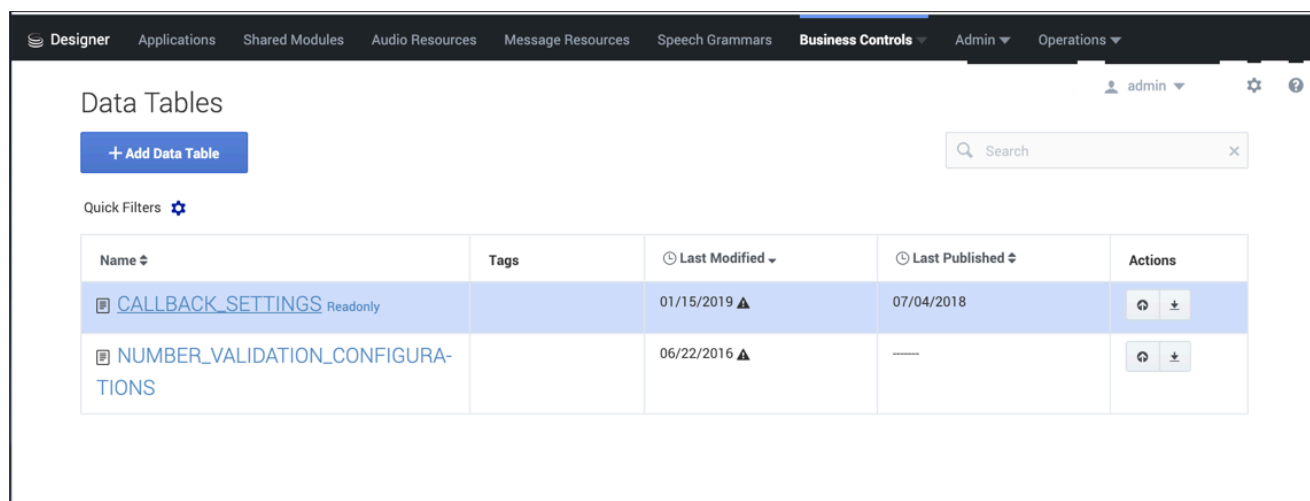 Designer Applications Shared Modules Audio Resources Message Resources Speech Grammars Business Controls Admin Operations
admin
Data Tables
+ Add Data Table
Search
Quick Filters
Name Tags Last Modified Last Published Actions
CALLBACK_SETTINGS Readonly 01/15/2019 07/04/2018
NUMBER_VALIDATION_CONFIGURA- 06/22/2016 -------
TIONS